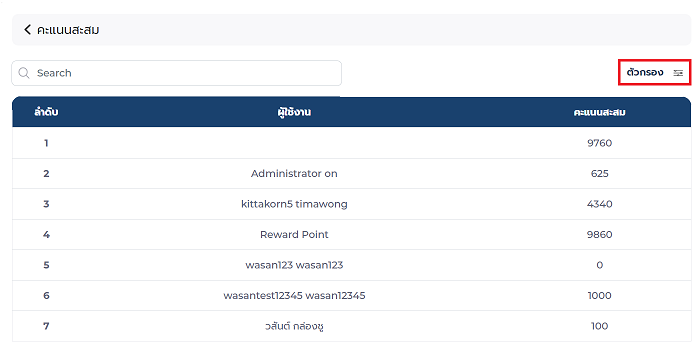 คะแนนสะสม
Search
ตัวกรอง
ลำดับ ผู้ใช้งาน คะแนนสะสม
1 9760
2 Administrator on 625
3 kittakorn5 timawong 4340
4 Reward Point 9860
5 wasan123 wasan123 0
6 wasantest12345 wasan12345 1000
7 วสันต์ กล่องชู 100